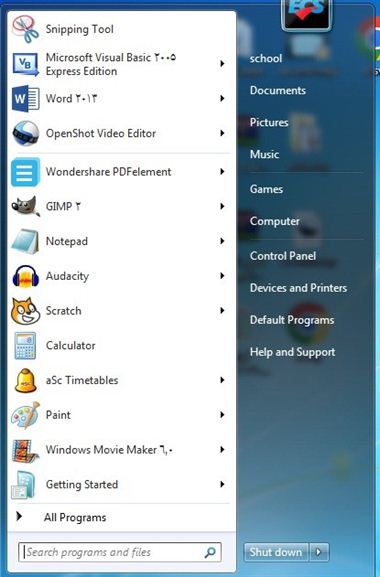 ECS
Snipping Tool
Microsoft Visual Basic ٢٠٠٥
Express Edition
Word ٢٠١٣
OpenShot Video Editor
Wondershare PDFelement
GIMP ٢
Notepad
Audacity
Scratch
Calculator
aSc Timetables
Paint
Windows Movie Maker ٦,٠
Getting Started
All Programs
Search programs and files
school
Documents
Pictures
Music
Games
Computer
Control Panel
Devices and Printers
Default Programs
Help and Support
Shut down